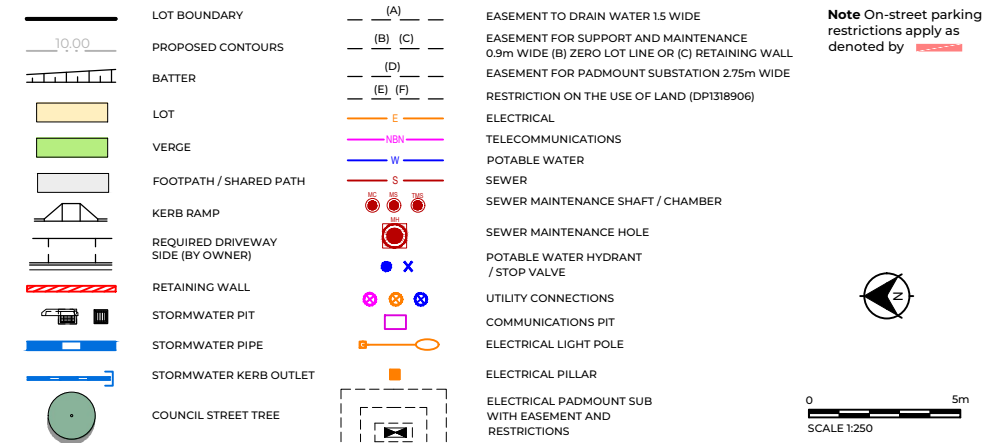 LOT BOUNDARY
10.00
PROPOSED CONTOURS
BATTER
LOT
VERGE
FOOTPATH / SHARED PATH
KERB RAMP
REQUIRED DRIVEWAY
SIDE (BY OWNER)
RETAINING WALL
STORMWATER PIT
STORMWATER PIPE
STORMWATER KERB OUTLET
COUNCIL STREET TREE
(A)
EASEMENT TO DRAIN WATER 1.5 WIDE
(B) (C)
EASEMENT FOR SUPPORT AND MAINTENANCE
0.9m WIDE (B) ZERO LOT LINE OR (C) RETAINING WALL
(D)
EASEMENT FOR PADMOUNT SUBSTATION 2.75m WIDE
(E) (F)
RESTRICTION ON THE USE OF LAND (DP1318906)
E
ELECTRICAL
NBN
TELECOMMUNICATIONS
W
POTABLE WATER
S
SEWER
MC MS TMS
SEWER MAINTENANCE SHAFT / CHAMBER
MH
SEWER MAINTENANCE HOLE
POTABLE WATER HYDRANT
/ STOP VALVE
UTILITY CONNECTIONS
COMMUNICATIONS PIT
ELECTRICAL LIGHT POLE
ELECTRICAL PILLAR
ELECTRICAL PADMOUNT SUB
WITH EASEMENT AND
RESTRICTIONS
Note On-street parking
restrictions apply as
denoted by
N
0 5m
SCALE 1:250